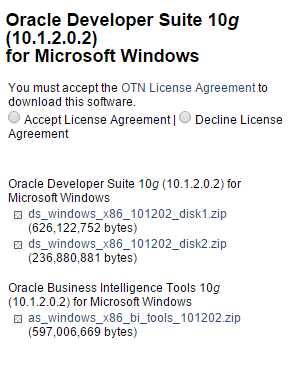 Oracle Developer Suite 10g
(10.1.2.0.2)
for Microsoft Windows
You must accept the OTN License Agreement to
download this software.
Accept License Agreement | Decline License
Agreement
Oracle Developer Suite 10g (10.1.2.0.2) for
Microsoft Windows
ds_windows_x86_101202_disk1.zip
(626,122,752 bytes)
ds_windows_x86_101202_disk2.zip
(236,880,881 bytes)
Oracle Business Intelligence Tools 10g
(10.1.2.0.2) for Microsoft Windows
as_windows_x86_bi_tools_101202.zip
(597,006,669 bytes)